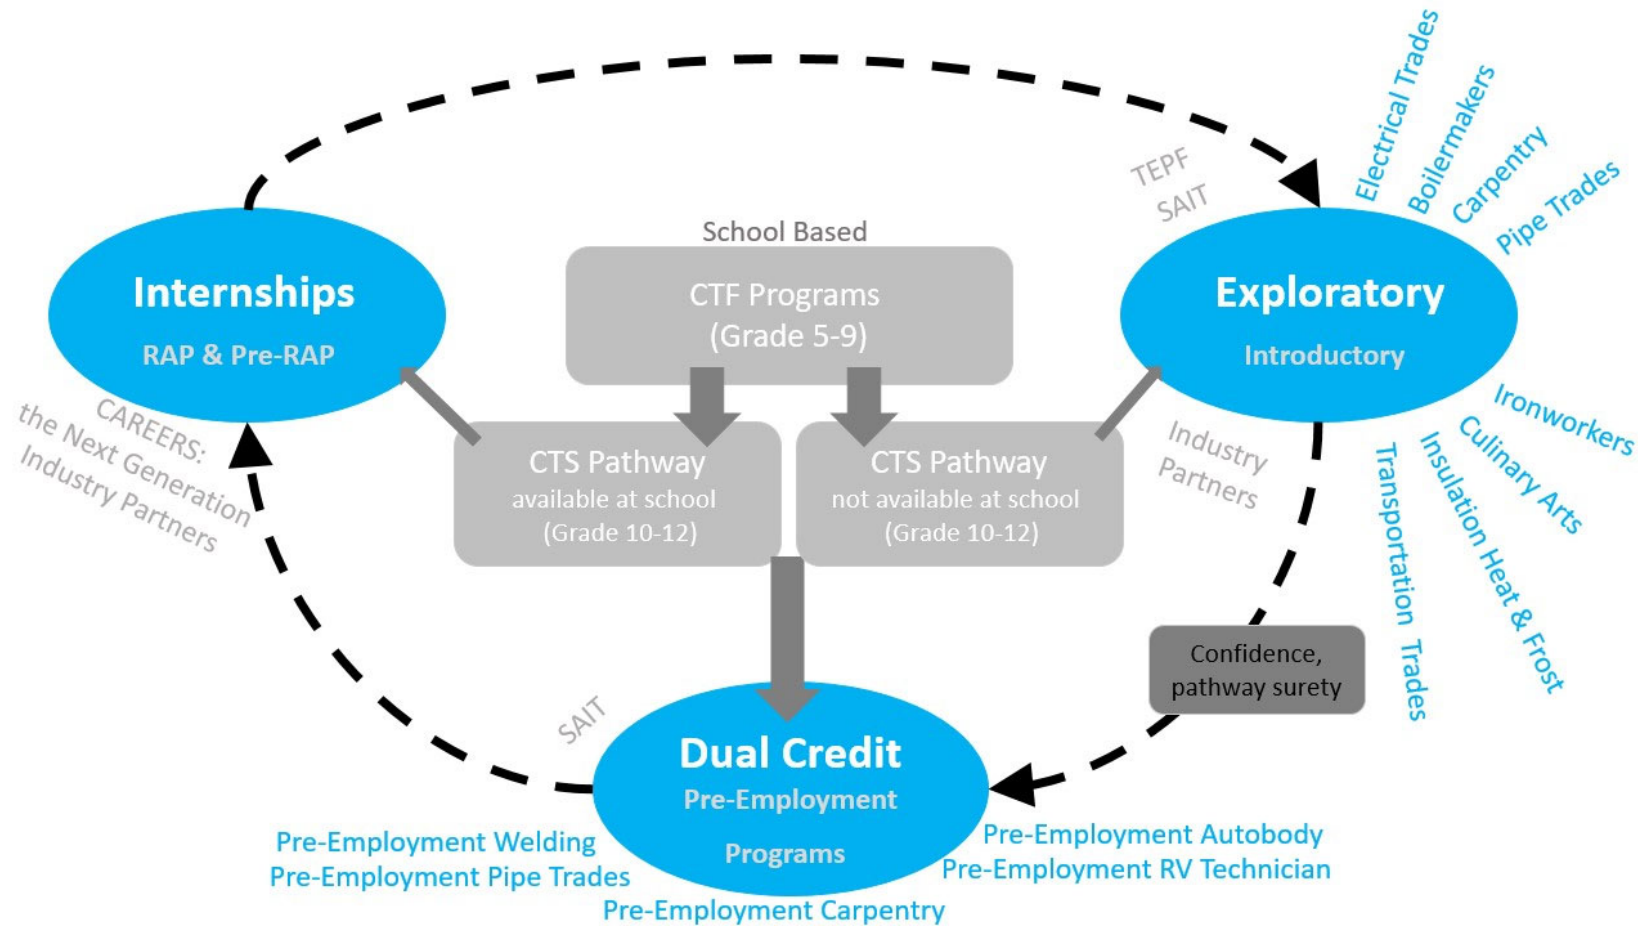 Electrical Trades
Boilermakers
Carpentry
Pipe Trades
TEPF
SAIT
School Based
CTF Programs
(Grade 5-9)
Internships
RAP & Pre-RAP
Exploratory
Introductory
CAREERS:
the Next Generation
Industry Partners
CTS Pathway
available at school
(Grade 10-12)
CTS Pathway
not available at school
(Grade 10-12)
Industry
Partners
Ironworkers
Culinary Arts
Insulation Heat & Frost
Transportation Trades
Confidence,
pathway surety
SAIT
Dual Credit
Pre-Employment
Programs
Pre-Employment Welding
Pre-Employment Pipe Trades
Pre-Employment Carpentry
Pre-Employment Autobody
Pre-Employment RV Technician